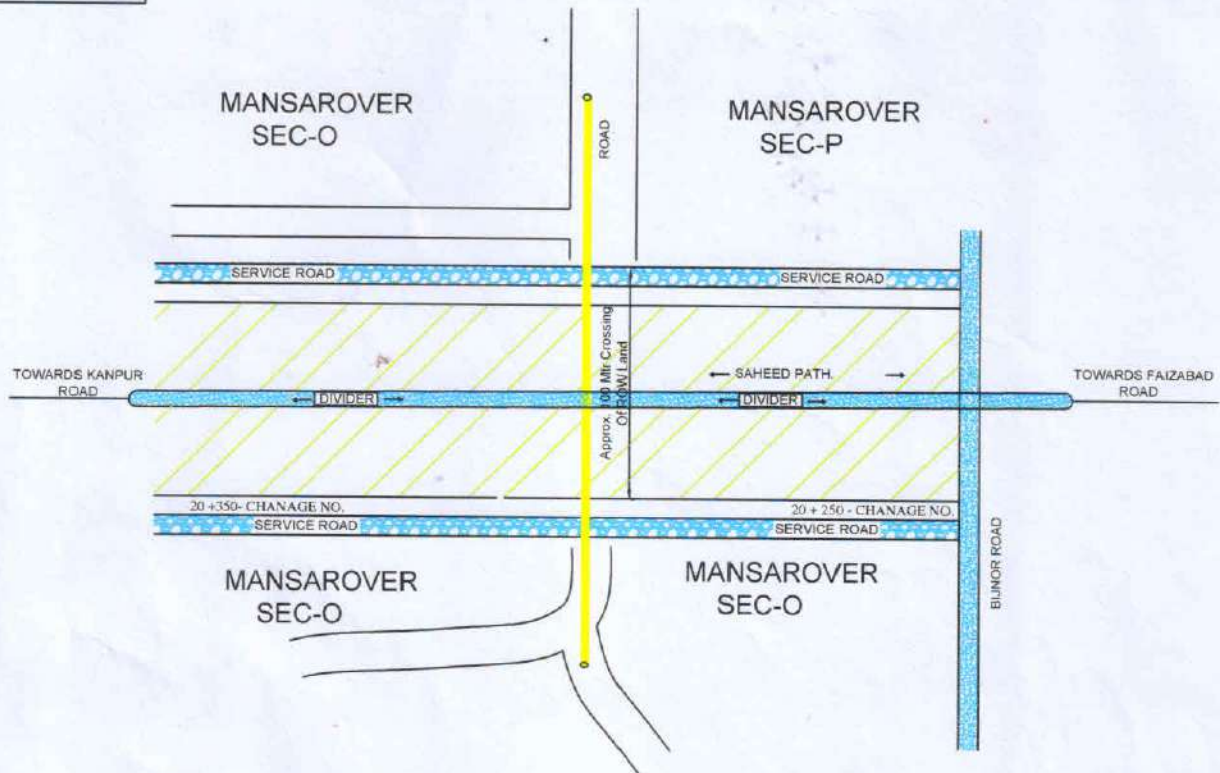 MANSAROVER
SEC-O
MANSAROVER
SEC-P
ROAD
SERVICE ROAD
SERVICE ROAD
Approx. 100 Mtr Crossing
Of ROW Land
TOWARDS KANPUR
ROAD
SAHEED PATH.
TOWARDS FAIZABAD
ROAD
DIVIDER
DIVIDER
20 +350- CHANAGE NO.
20 + 250 - CHANAGE NO.
SERVICE ROAD
SERVICE ROAD
MANSAROVER
SEC-O
MANSAROVER
SEC-O
BIJNOR ROAD